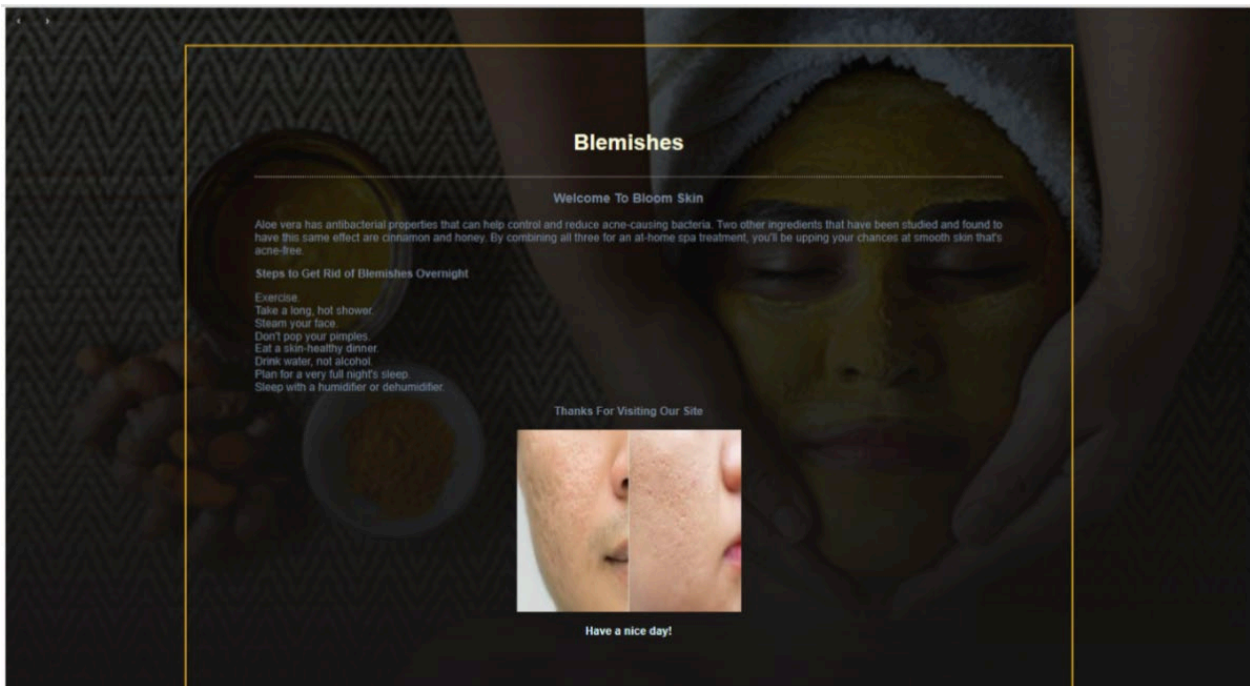 Blemishes
Welcome To Bloom Skin
Aloe vera has antibacterial properties that can help control and reduce acne-causing bacteria. Two other ingredients that have been studied and found to
have this same effect are cinnamon and honey. By combining all three for an at-home spa treatment, you'll be upping your chances at smooth skin that's
acne-free.
Steps to Get Rid of Blemishes Overnight
Exercise.
Take a long, hot shower.
Steam your face.
Don't pop your pimples.
Eat a skin-healthy dinner.
Drink water, not alcohol.
Plan for a very full night's sleep.
Sleep with a humidifier or dehumidifier.
Thanks For Visiting Our Site
Have a nice day!